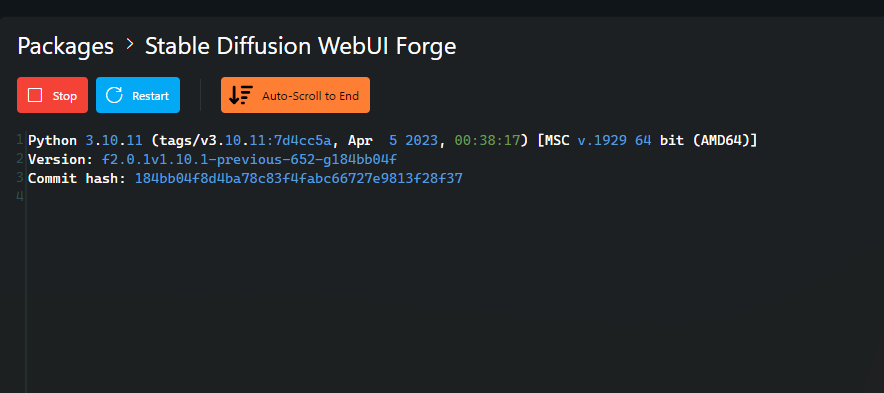 Packages > Stable Diffusion WebUI Forge
Stop Restart Auto-Scroll to End
1 Python 3.10.11 (tags/v3.10.11:7d4cc5a, Apr  5 2023, 00:38:17) [MSC v.1929 64 bit (AMD64)]
2 Version: f2.0.1v1.10.1-previous-652-g184bb04f
3 Commit hash: 184bb04f8d4ba78c83f4fabc66727e9813f28f37
4